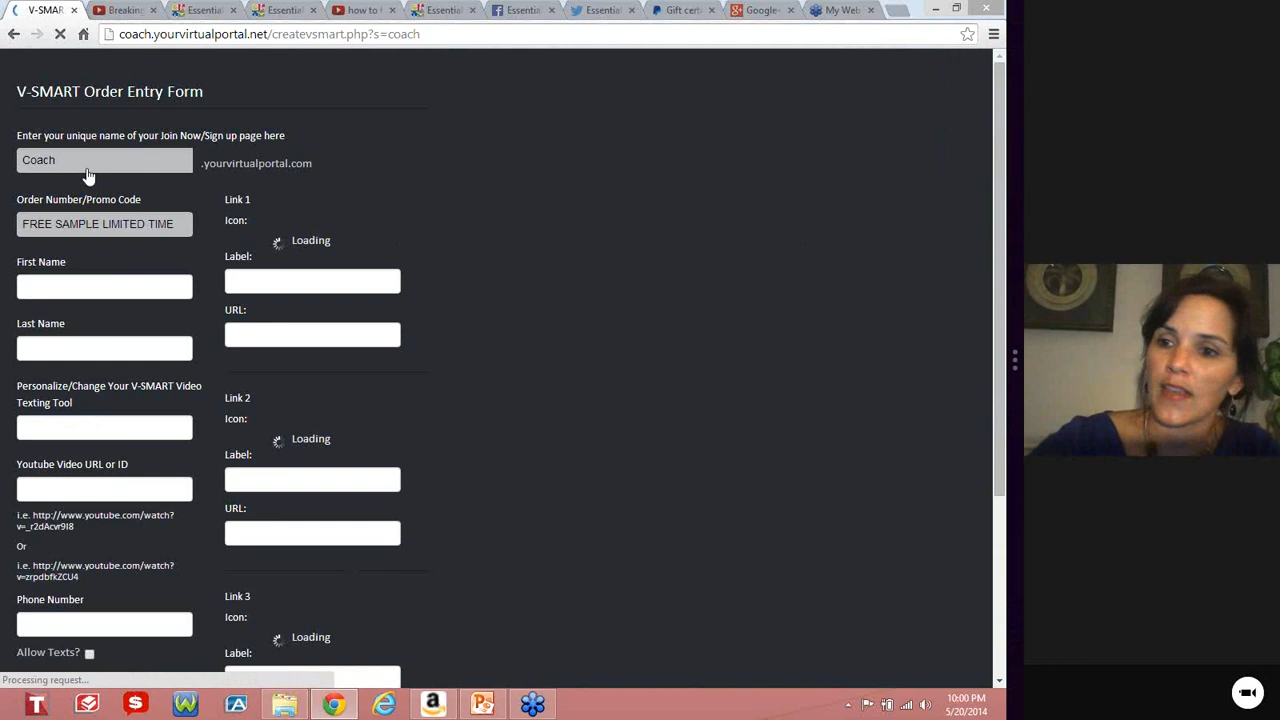 V-SMAR
Breaking
Essential
Essential
how to
Essential
Essentia
Essential
Gift cert
Google+
My Web
coach.yourvirtualportal.net/createvsmart.php?s=coach
V-SMART Order Entry Form
Enter your unique name of your Join Now/Sign up page here
Coach
.yourvirtualportal.com
Order Number/Promo Code
FREE SAMPLE LIMITED TIME
First Name
Last Name
Personalize/Change Your V-SMART Video
Texting Tool
Youtube Video URL or ID
i.e. http://www.youtube.com/watch?
v=_r2dAcvr9I8
Or
i.e. http://www.youtube.com/watch?
v=zrpdbfkZCU4
Phone Number
Allow Texts?
Link 1
Icon:
Loading
Label:
URL:
Link 2
Icon:
Loading
Label:
URL:
Link 3
Icon:
Loading
Label:
Processing request...
10:00 PM
5/20/2014